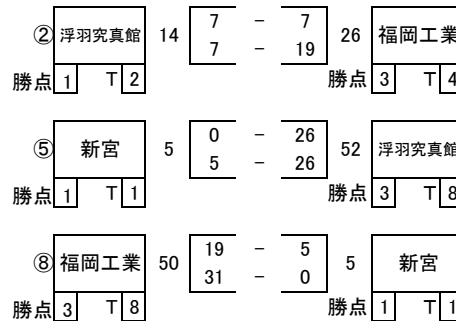 7 - 7
② 浮羽究真館 14 26 福岡工業
7 - 19
勝点 1 T 2 勝点 3 T 4
0 - 26
⑤ 新宮 5 52 浮羽究真館
5 - 26
勝点 1 T 1 勝点 3 T 8
19 - 5
⑧ 福岡工業 50 5 新宮
31 - 0
勝点 3 T 8 勝点 1 T 1